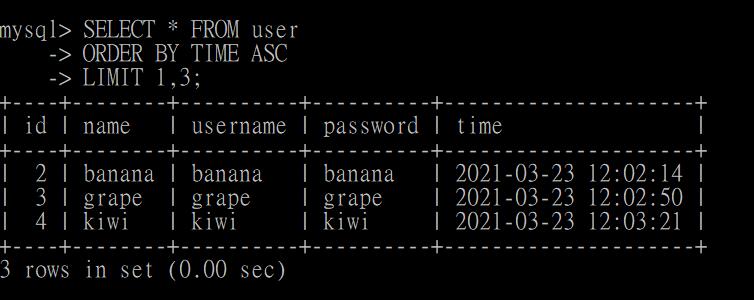 mysql> SELECT * FROM user
    -> ORDER BY TIME ASC
    -> LIMIT 1,3;
+----+--------+----------+----------+---------------------+
| id | name   | username | password | time                |
+----+--------+----------+----------+---------------------+
|  2 | banana | banana   | banana   | 2021-03-23 12:02:14 |
|  3 | grape  | grape    | grape    | 2021-03-23 12:02:50 |
|  4 | kiwi   | kiwi     | kiwi     | 2021-03-23 12:03:21 |
+----+--------+----------+----------+---------------------+
3 rows in set (0.00 sec)